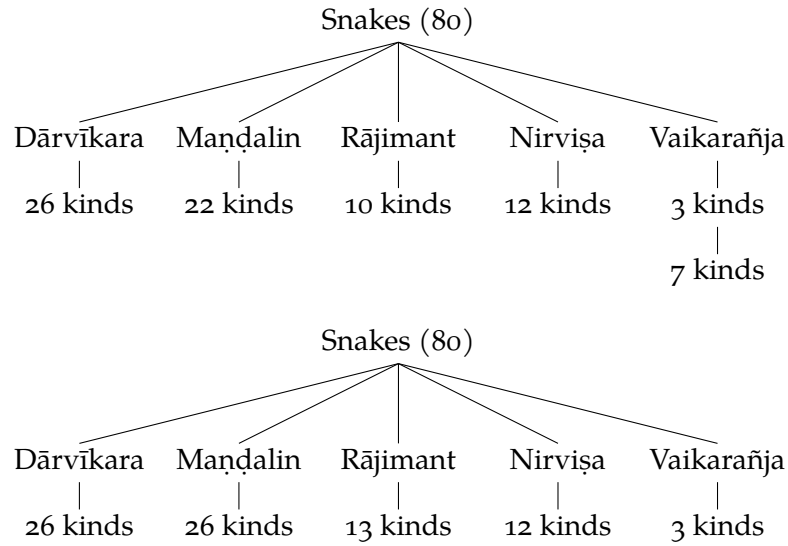 Snakes (80)
Dārvīkara Maṇḍalin Rājimant Nirviṣa Vaikarañja
26 kinds 22 kinds 10 kinds 12 kinds 3 kinds
7 kinds
Snakes (80)
Dārvīkara Maṇḍalin Rājimant Nirviṣa Vaikarañja
26 kinds 26 kinds 13 kinds 12 kinds 3 kinds